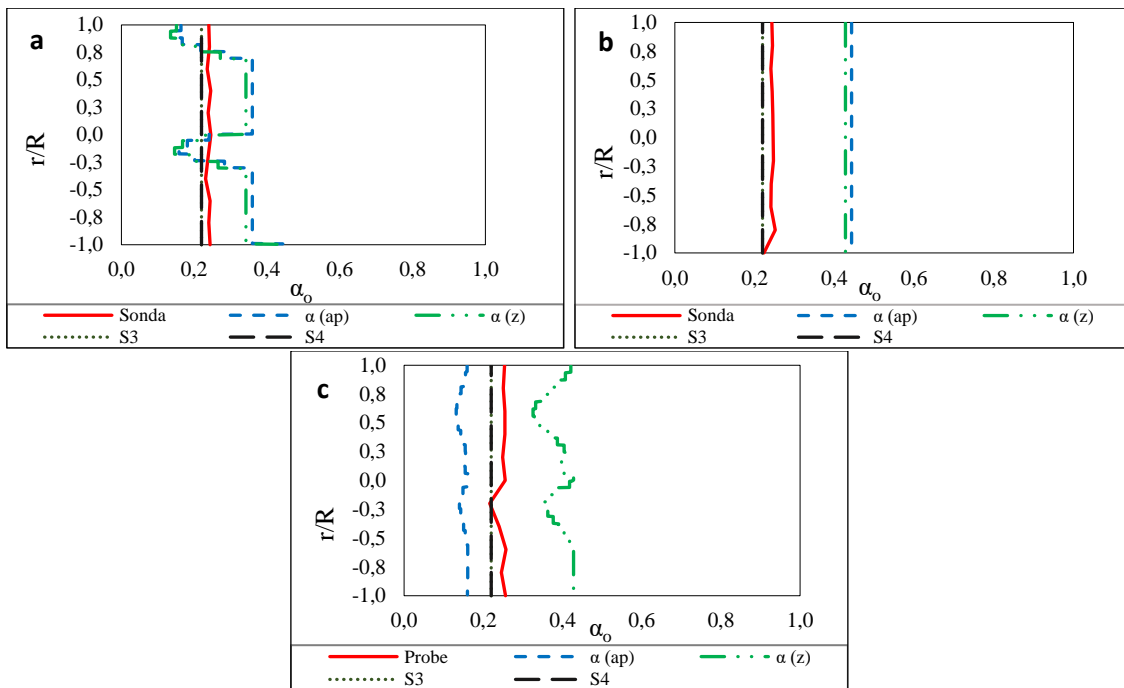 a
1,0
0,8
0,5
0,3
0,0
-0,3
-0,5
-0,8
-1,0
r/R
0,0 0,2 0,4 0,6 0,8 1,0
αo
Sonda α (ap) α (z)
S3 S4
b
1,0
0,8
0,5
0,3
0,0
-0,3
-0,5
-0,8
-1,0
r/R
0,0 0,2 0,4 0,6 0,8 1,0
αo
Sonda α (ap) α (z)
S3 S4
c
1,0
0,8
0,5
0,3
0,0
-0,3
-0,5
-0,8
-1,0
r/R
0,0 0,2 0,4 0,6 0,8 1,0
αo
Probe α (ap) α (z)
S3 S4